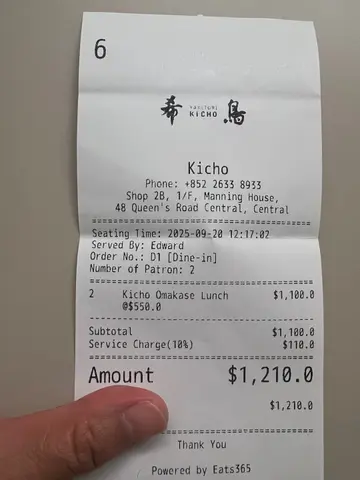 6
希 YAKITORI KICHO 鳥
Kicho
Phone: +852 2633 8933
Shop 2B, 1/F, Manning House,
48 Queen's Road Central, Central
Seating Time: 2025-09-20 12:17:02
Served By: Edward
Order No.: D1 [Dine-in]
Number of Patron: 2
2 Kicho Omakase Lunch $1,100.0
@$550.0
Subtotal $1,100.0
Service Charge(10%) $110.0
Amount $1,210.0
$1,210.0
Thank You
Powered by Eats365